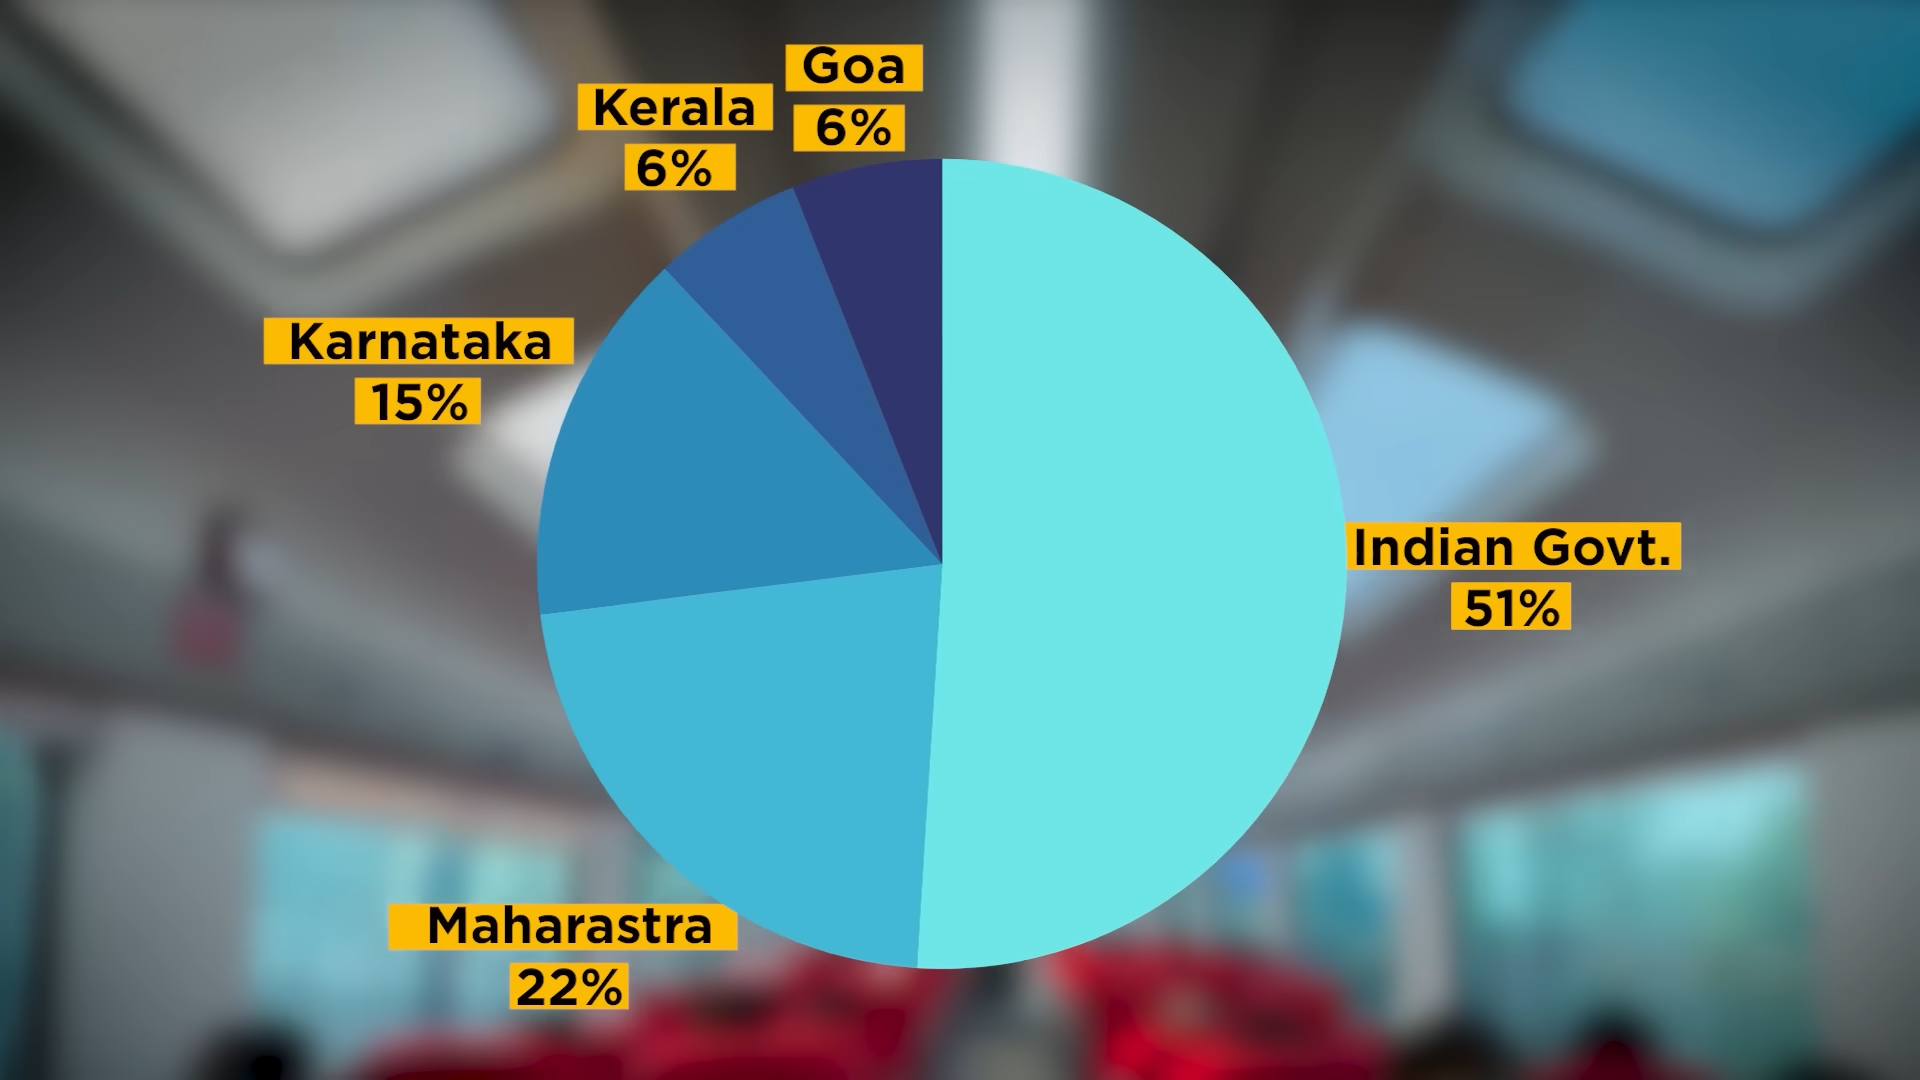 Goa
6%
Kerala
6%
Karnataka
15%
Indian Govt.
51%
Maharastra
22%